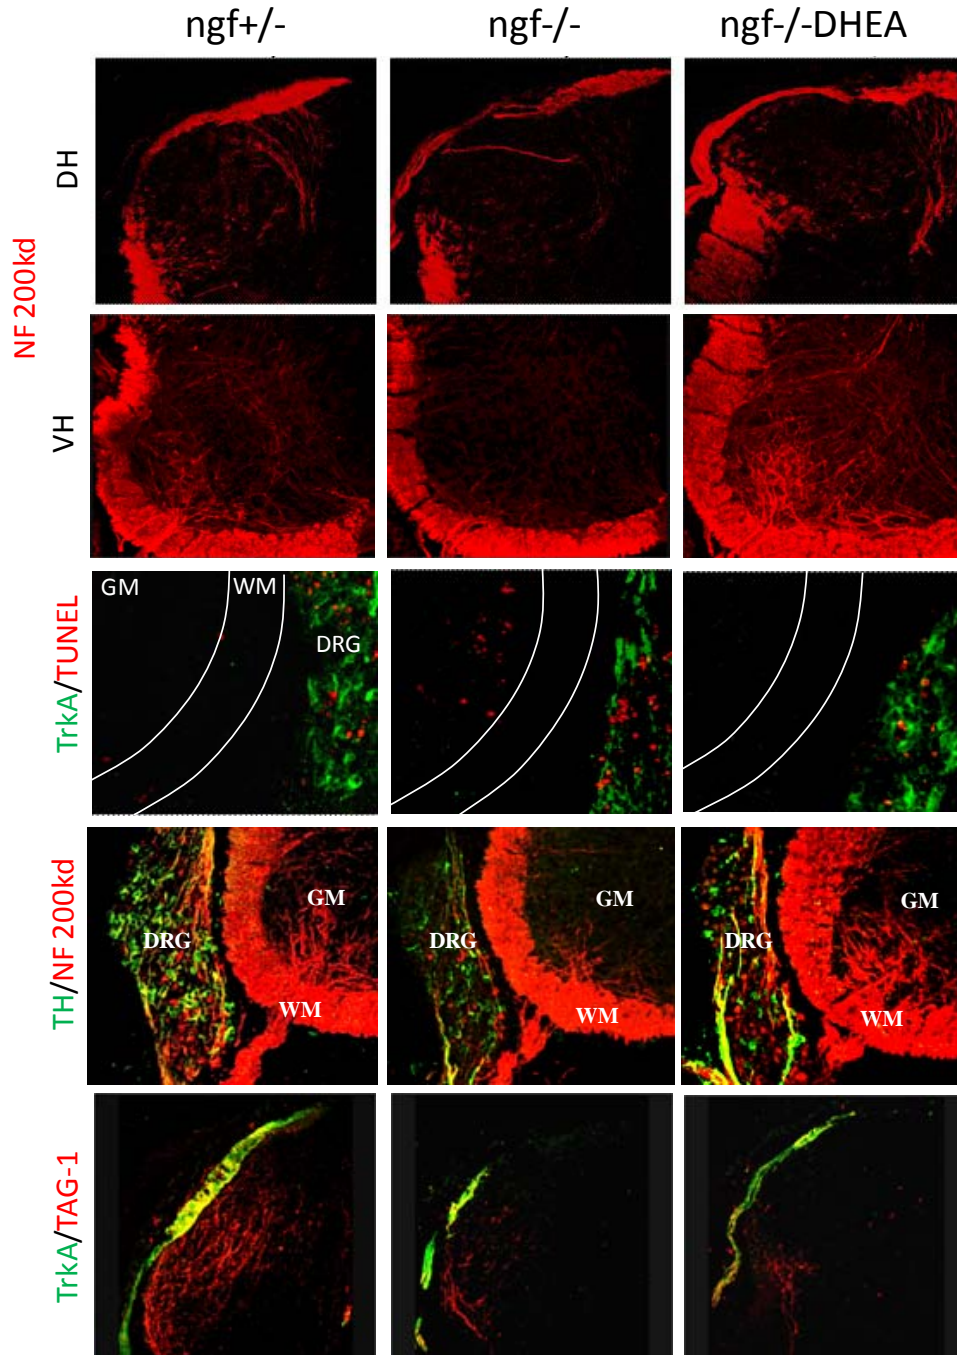 ngf+/-
ngf-/-
ngf-/-DHEA
NF 200kd
DH
VH
TrkA/TUNEL
GM
WM
DRG
TH/NF 200kd
DRG
GM
WM
DRG
GM
WM
DRG
GM
WM
TrkA/TAG-1